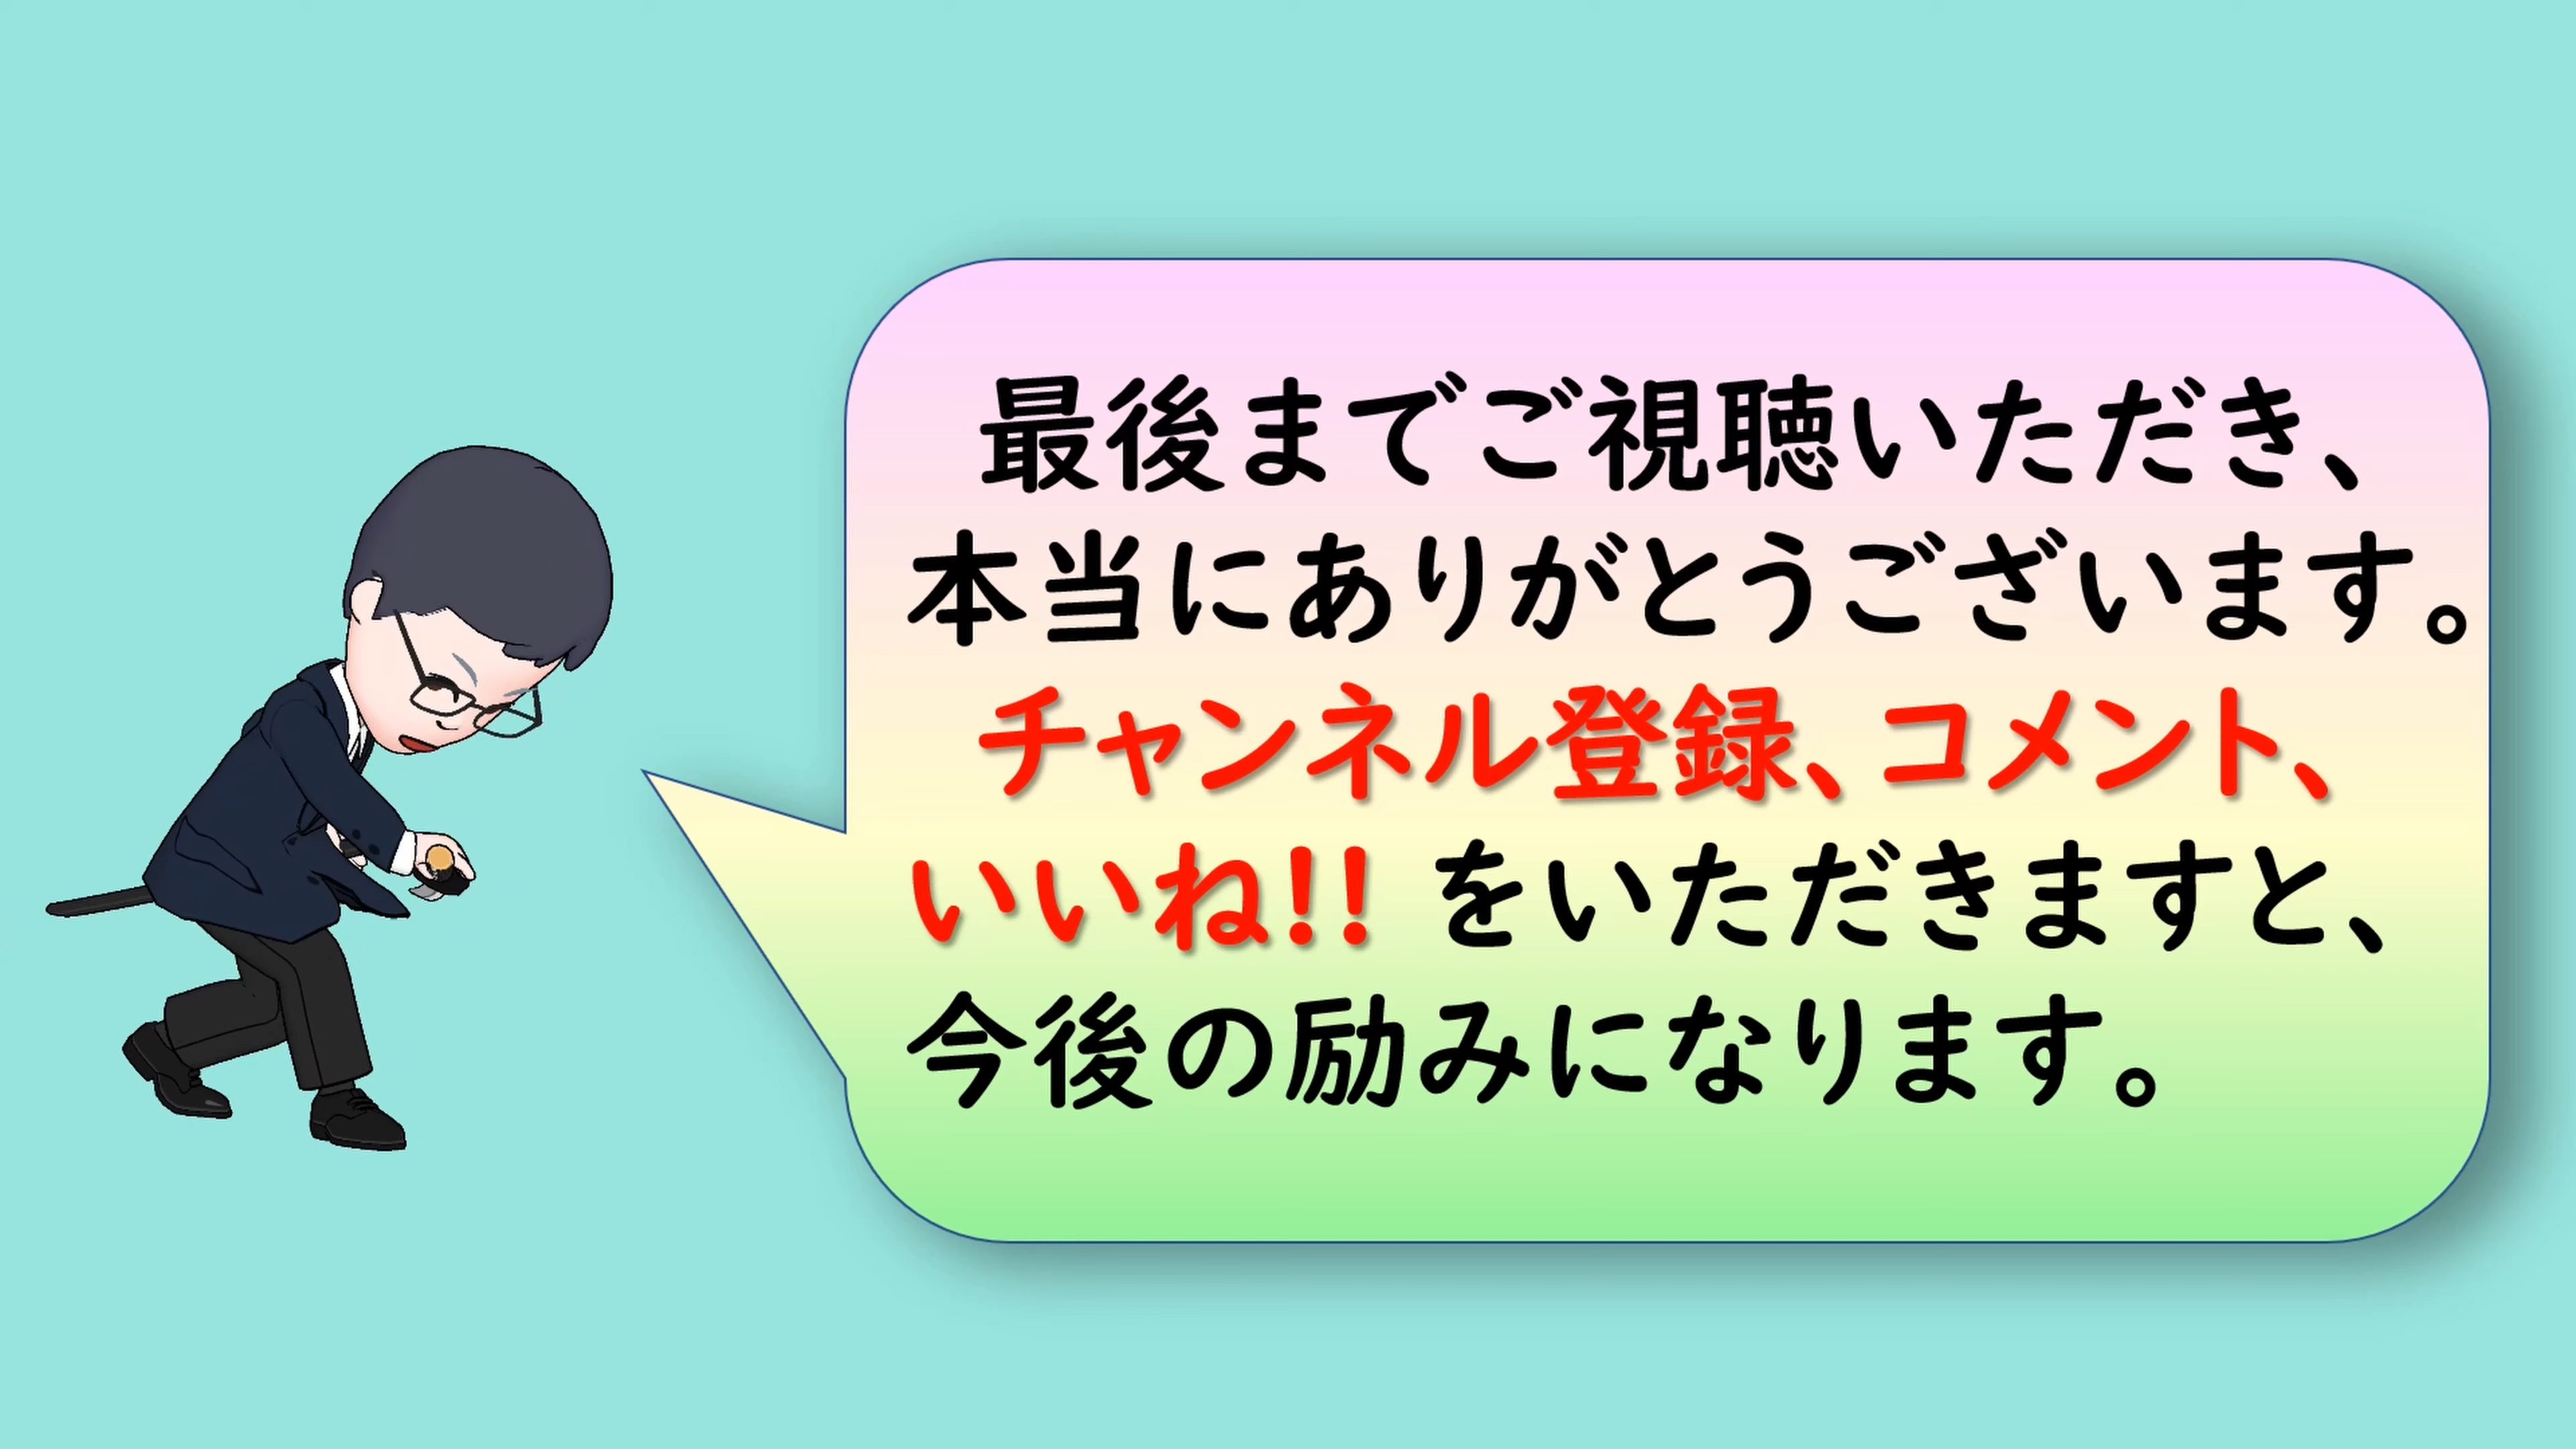 最後までご視聴いただき、
本当にありがとうございます。
チャンネル登録、コメント、
いいね!! をいただきますと、
今後の励みになります。